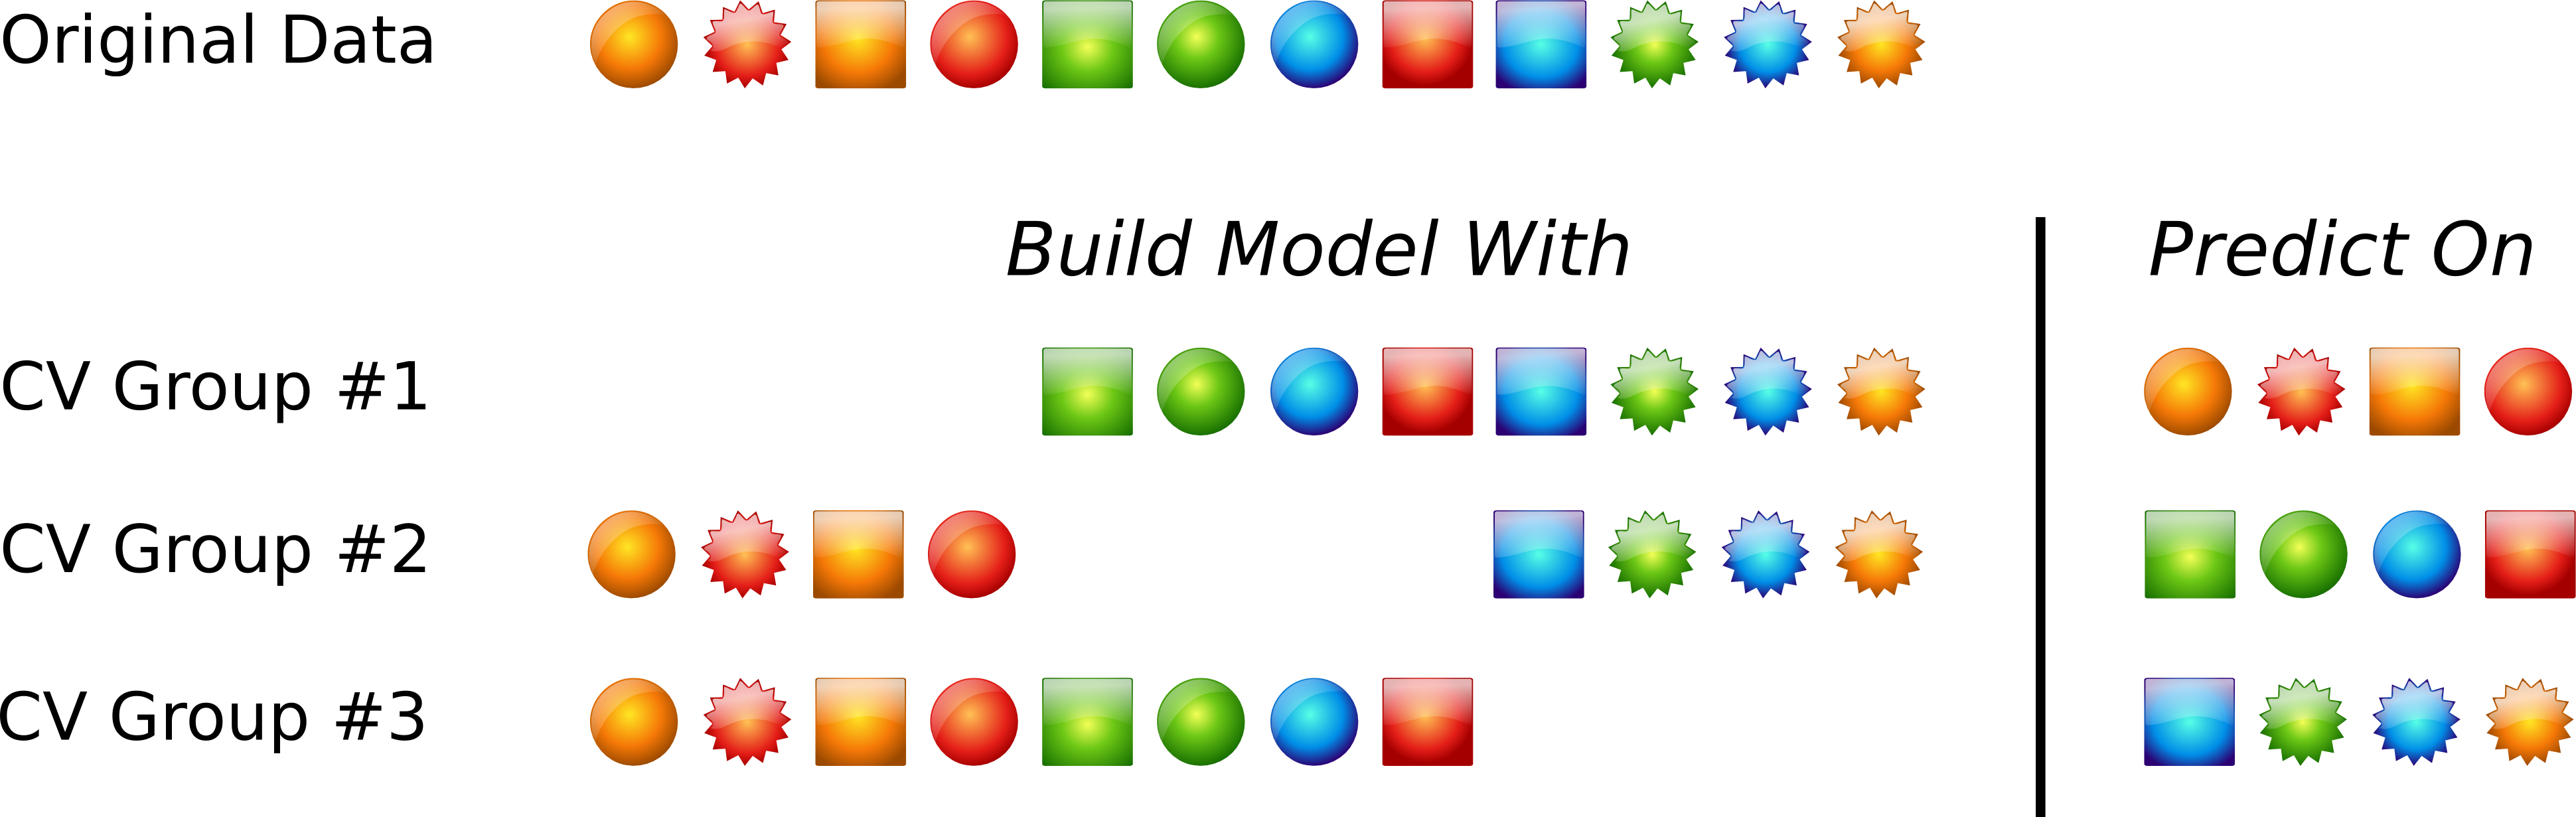 Original Data
Build Model With
Predict On
CV Group #1
CV Group #2
CV Group #3